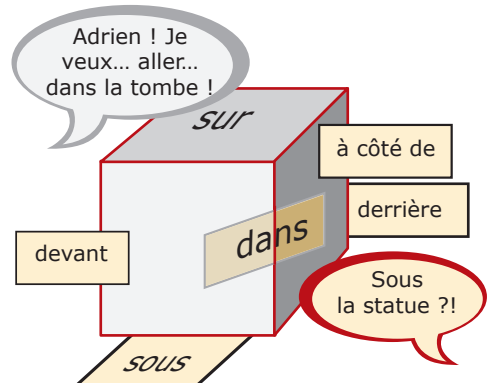 Adrien ! Je
veux... aller...
dans la tombe !
sur
à côté de
derrière
devant
dans
Sous
la statue ?!
sous